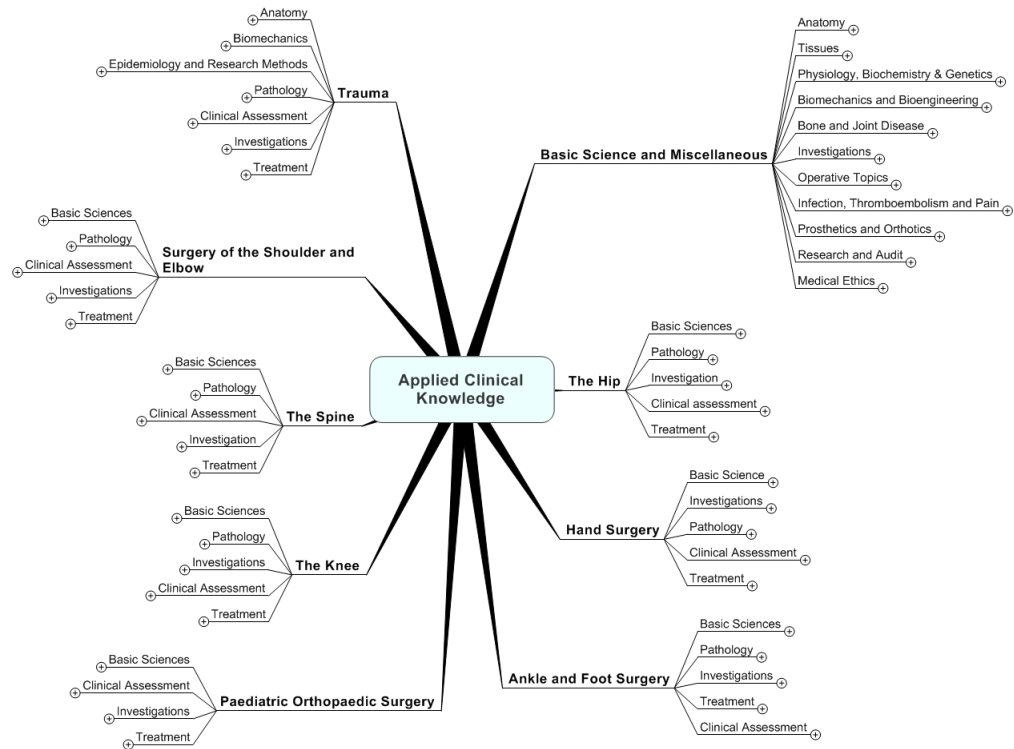 Applied Clinical
Knowledge
Trauma
Anatomy
Biomechanics
Epidemiology and Research Methods
Pathology
Clinical Assessment
Investigations
Treatment
Surgery of the Shoulder and
Elbow
Basic Sciences
Pathology
Clinical Assessment
Investigations
Treatment
The Spine
Basic Sciences
Pathology
Clinical Assessment
Investigation
Treatment
The Knee
Basic Sciences
Pathology
Investigations
Clinical Assessment
Treatment
Paediatric Orthopaedic Surgery
Basic Sciences
Clinical Assessment
Investigations
Treatment
Basic Science and Miscellaneous
Anatomy
Tissues
Physiology, Biochemistry & Genetics
Biomechanics and Bioengineering
Bone and Joint Disease
Investigations
Operative Topics
Infection, Thromboembolism and Pain
Prosthetics and Orthotics
Research and Audit
Medical Ethics
The Hip
Basic Sciences
Pathology
Investigation
Clinical assessment
Treatment
Hand Surgery
Basic Science
Investigations
Pathology
Clinical Assessment
Treatment
Ankle and Foot Surgery
Basic Sciences
Pathology
Investigations
Treatment
Clinical Assessment